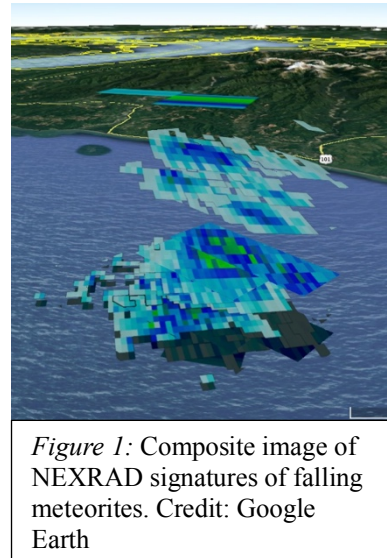 101
Figure 1: Composite image of
NEXRAD signatures of falling
meteorites. Credit: Google
Earth